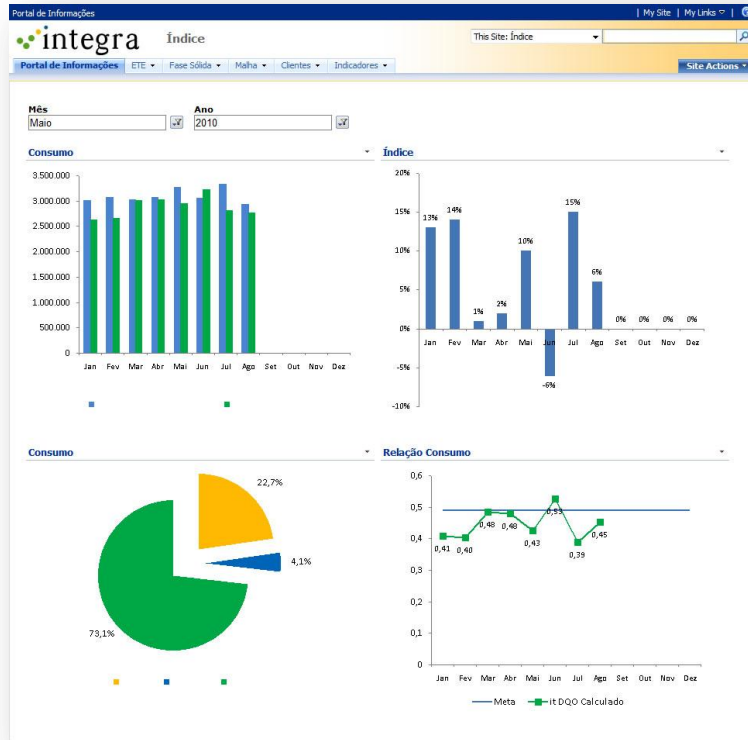 Portal de Informações | My Site | My Links |
integra Índice This Site: Índice
Portal de Informações ETE Fase Sólida Malha Clientes Indicadores Site Actions
Mês Ano
Maio 2010
Consumo
3.500.000
3.000.000
2.500.000
2.000.000
1.500.000
1.000.000
500.000
0
Jan Fev Mar Abr Mai Jun Jul Ago Set Out Nov Dez
Índice
20%
15%
10%
5%
0%
-5%
-10%
13% 14% 1% 2% 10% -6% 15% 6% 0% 0% 0% 0%
Jan Fev Mar Abr Mai Jun Jul Ago Set Out Nov Dez
Consumo
22,7%
4,1%
73,1%
Relação Consumo
0,6
0,5
0,4
0,3
0,2
0,1
0
0,41 0,40 0,48 0,48 0,43 0,53 0,39 0,45
Jan Fev Mar Abr Mai Jun Jul Ago Set Out Nov Dez
Meta it DQO Calculado